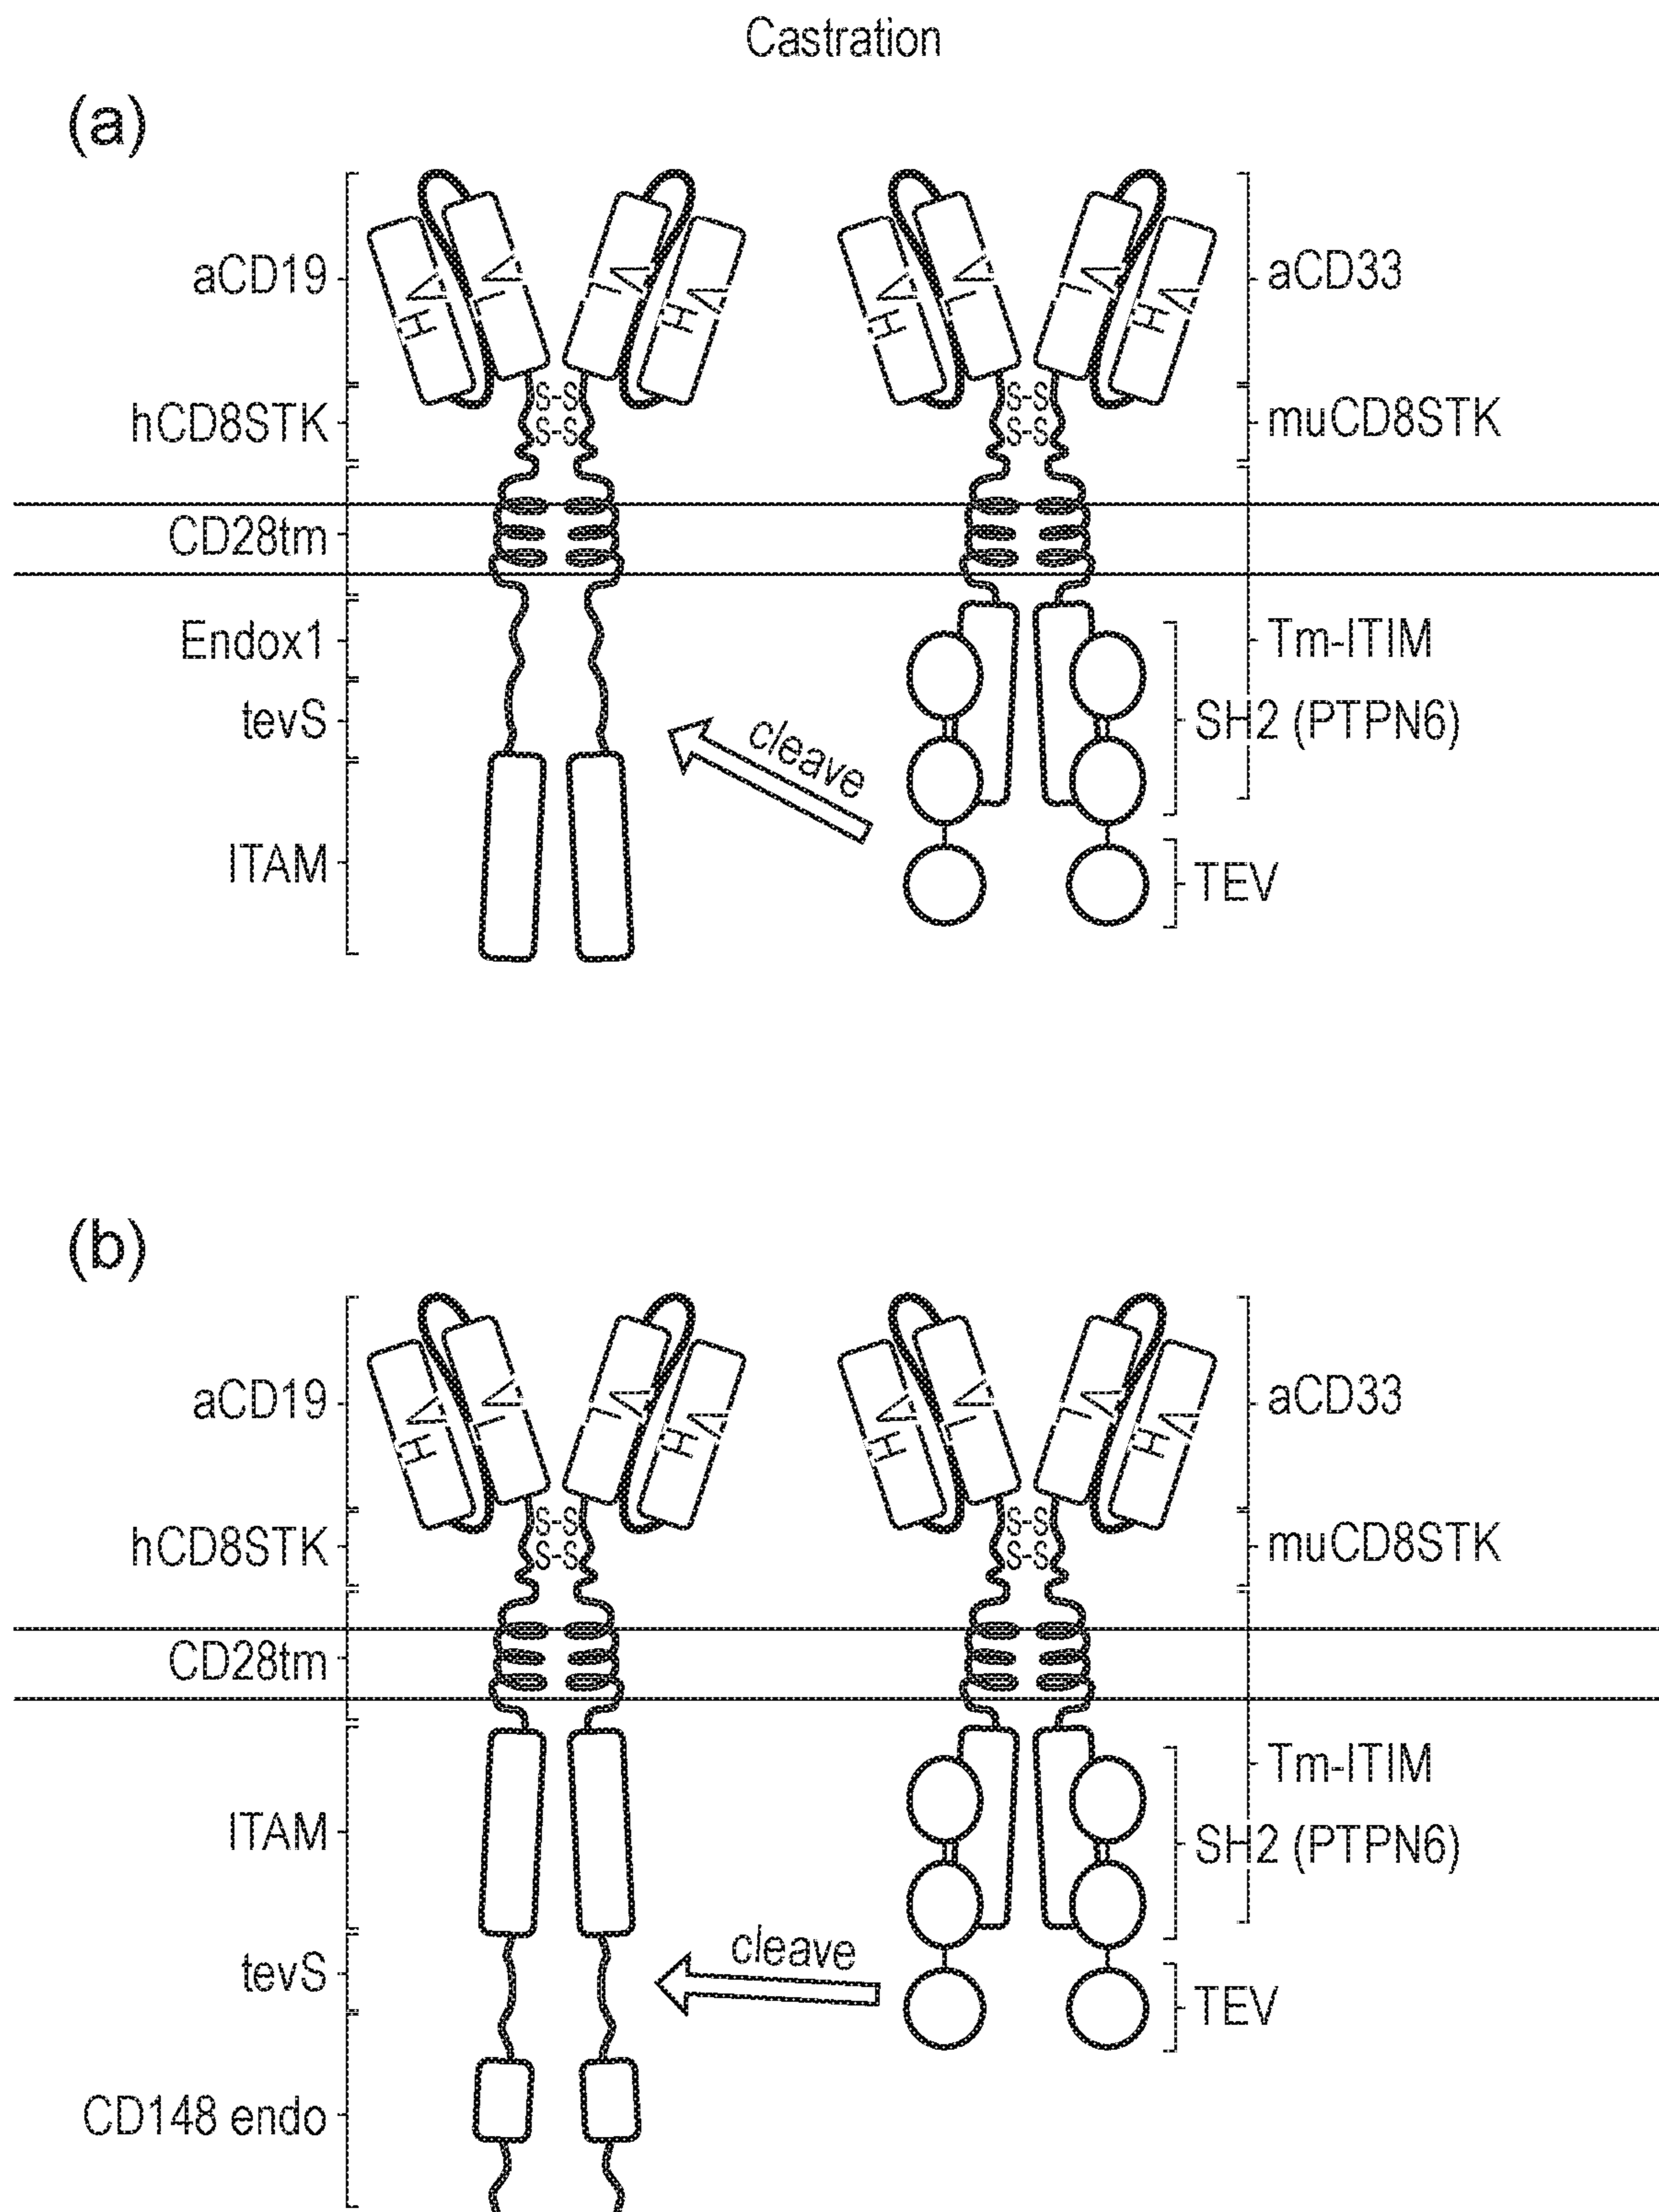 Castration
(a)
aCD19
VH
VL
VL
VH
VH
VL
VL
VH
aCD33
hCD8STK
S-S
S-S
S-S
S-S
muCD8STK
CD28tm
Endox1
Tm-ITIM
tevS
cleave
SH2 (PTPN6)
ITAM
TEV
(b)
aCD19
VH
VL
VL
VH
VH
VL
VL
VH
aCD33
hCD8STK
S-S
S-S
S-S
S-S
muCD8STK
CD28tm
Tm-ITIM
ITAM
SH2 (PTPN6)
tevS
cleave
TEV
CD148 endo